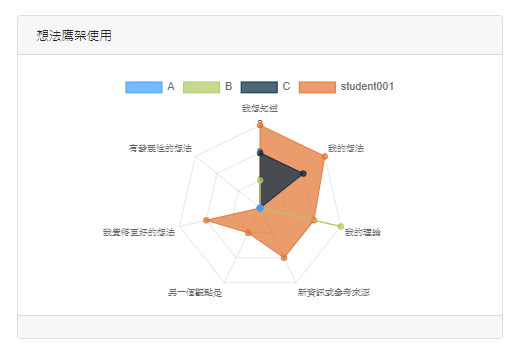 想法鷹架使用
A B C student001
我想知道
3
有發展性的想法 我的想法
我覺得更好的想法 我的理論
另一個觀點是 新資訊或參考來源